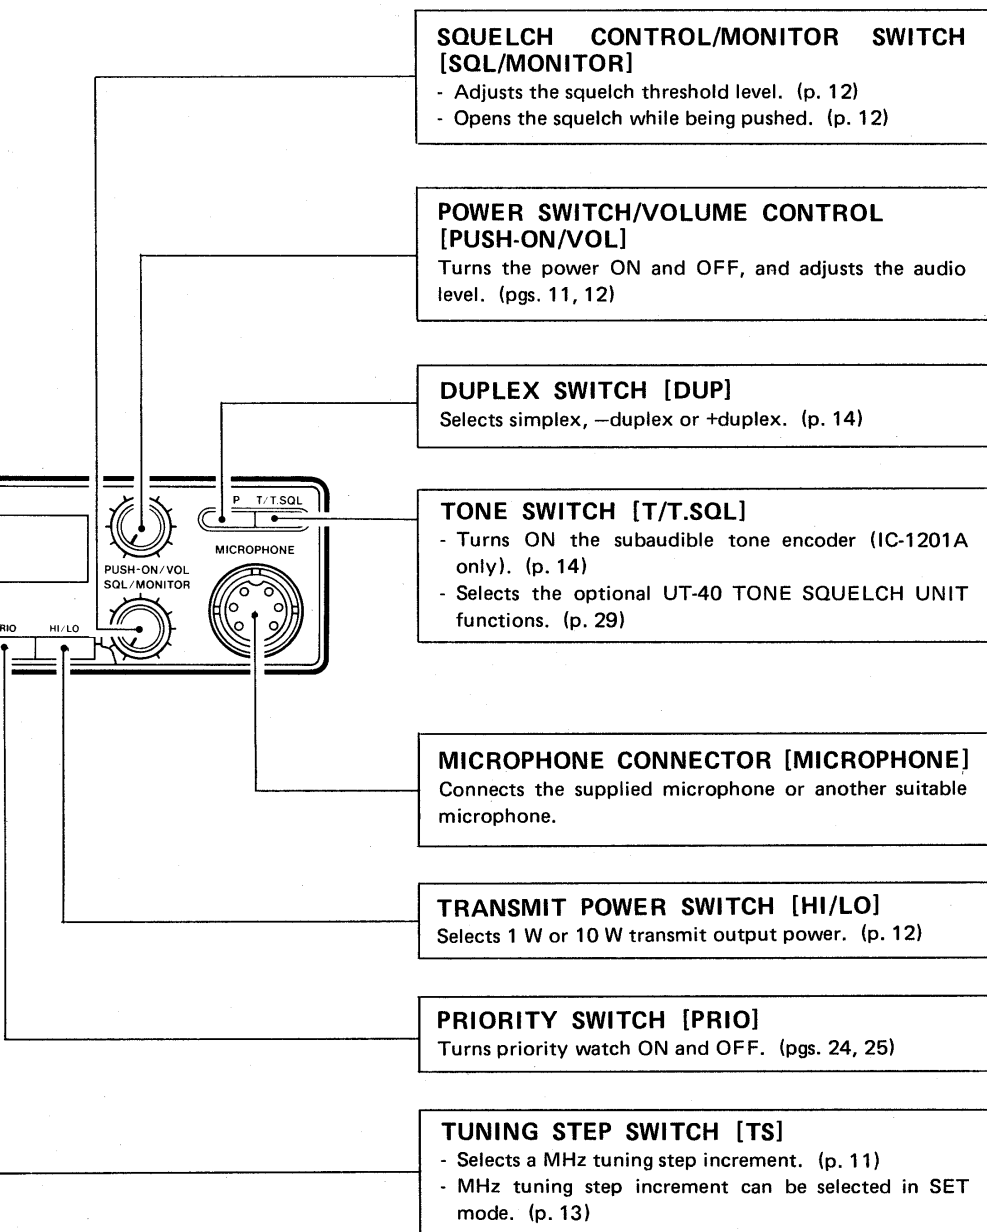 SQUELCH CONTROL/MONITOR SWITCH
[SQL/MONITOR]
- Adjusts the squelch threshold level. (p. 12)
- Opens the squelch while being pushed. (p. 12)
POWER SWITCH/VOLUME CONTROL
[PUSH-ON/VOL]
Turns the power ON and OFF, and adjusts the audio
level. (pgs. 11, 12)
DUPLEX SWITCH [DUP]
Selects simplex, —duplex or +duplex. (p. 14)
P T/T.SQL
MICROPHONE
PUSH-ON/VOL
SQL/MONITOR
RIO HI/LO
TONE SWITCH [T/T.SQL]
- Turns ON the subaudible tone encoder (IC-1201A
only). (p. 14)
- Selects the optional UT-40 TONE SQUELCH UNIT
functions. (p. 29)
MICROPHONE CONNECTOR [MICROPHONE]
Connects the supplied microphone or another suitable
microphone.
TRANSMIT POWER SWITCH [HI/LO]
Selects 1 W or 10 W transmit output power. (p. 12)
PRIORITY SWITCH [PRIO]
Turns priority watch ON and OFF. (pgs. 24, 25)
TUNING STEP SWITCH [TS]
- Selects a MHz tuning step increment. (p. 11)
- MHz tuning step increment can be selected in SET
mode. (p. 13)